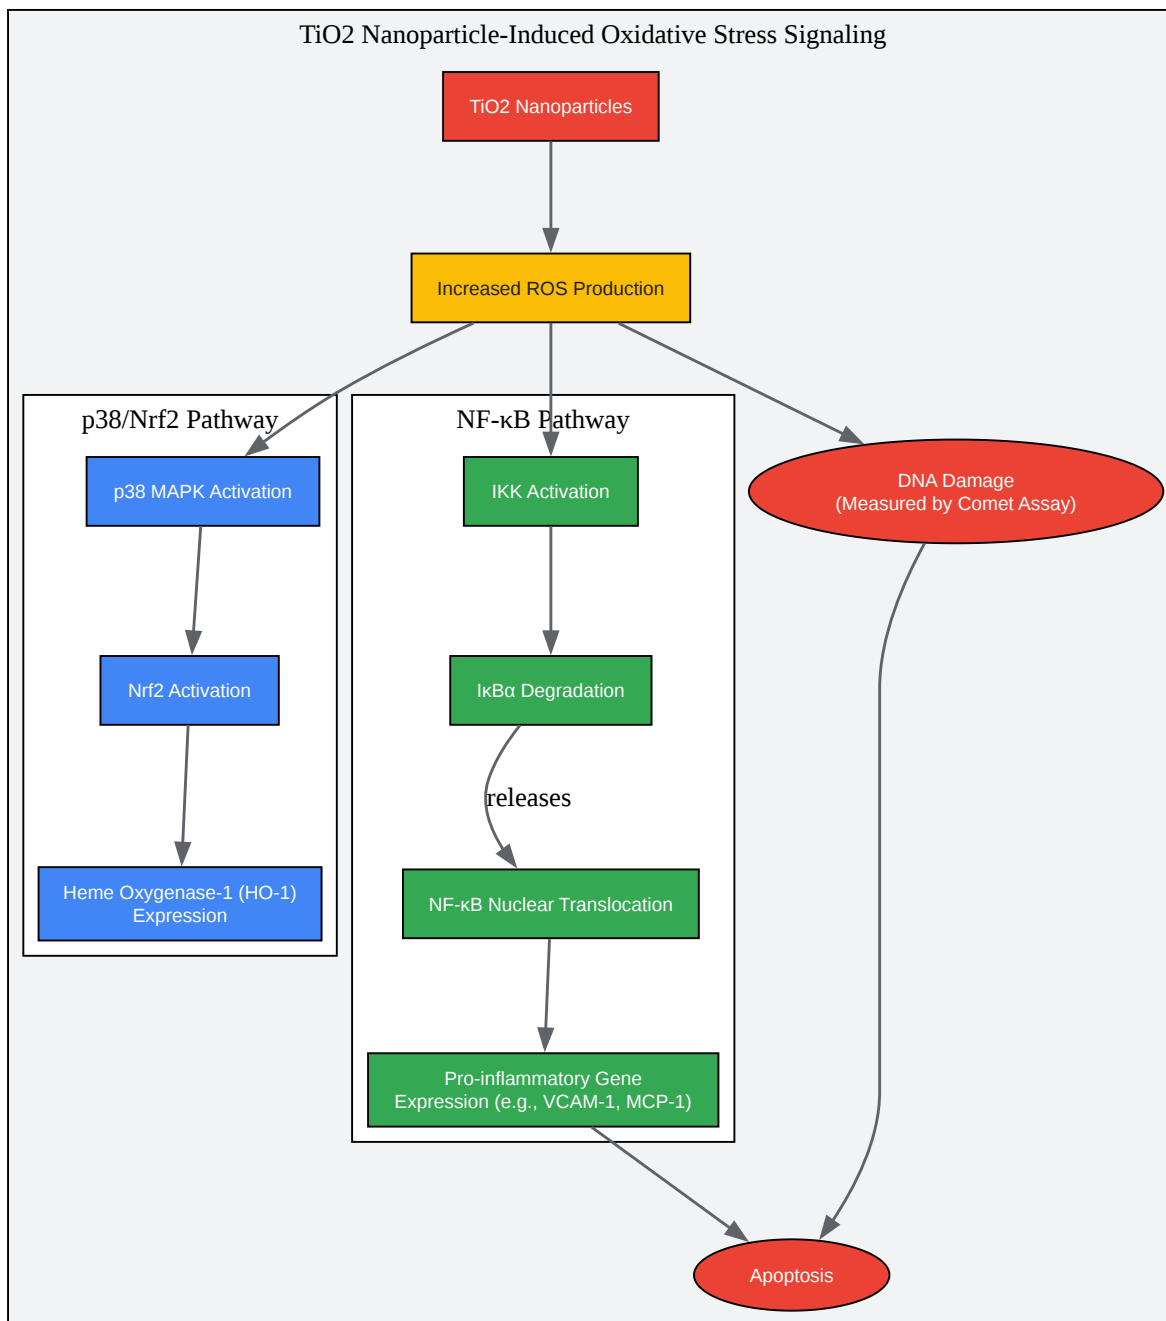 TiO2 Nanoparticle-Induced Oxidative Stress Signaling
TiO2 Nanoparticles
Increased ROS Production
p38/Nrf2 Pathway
p38 MAPK Activation
Nrf2 Activation
Heme Oxygenase-1 (HO-1)
Expression
NF-κB Pathway
IKK Activation
IκBα Degradation
releases
NF-κB Nuclear Translocation
Pro-inflammatory Gene
Expression (e.g., VCAM-1, MCP-1)
DNA Damage
(Measured by Comet Assay)
Apoptosis